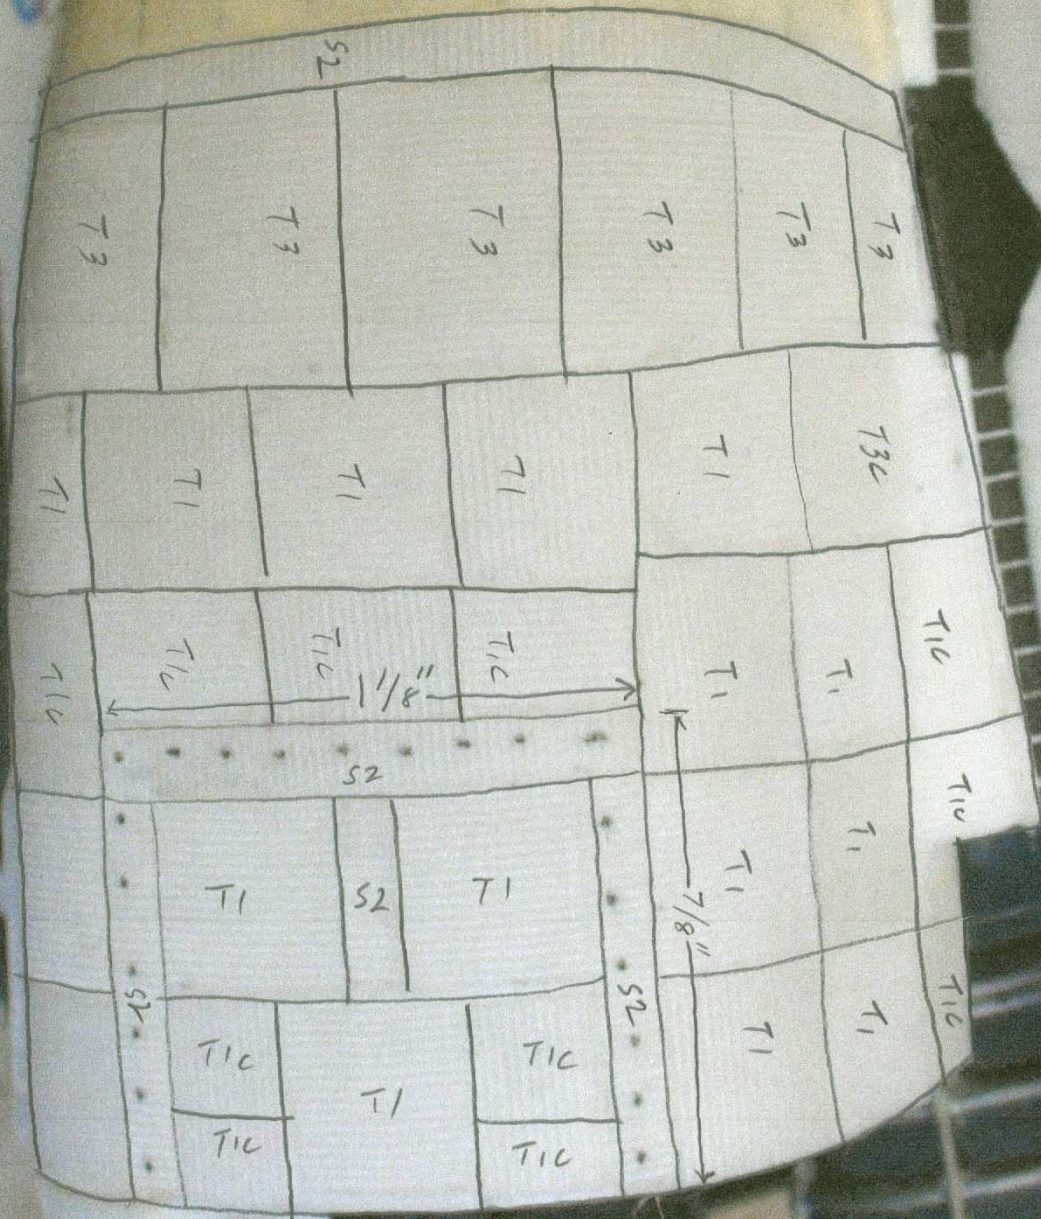 S2
T3 T3 T3 T3 T3 T3
T1 T1 T1 T1 T1 T3C
T1C T1C T1C T1C T1 T1 T1C
1 1/8"
S2
T1 S2 T1 T1 T1 T1C
7/8"
S2 S2 T1 T1 T1C
T1C T1 T1C
T1C T1C